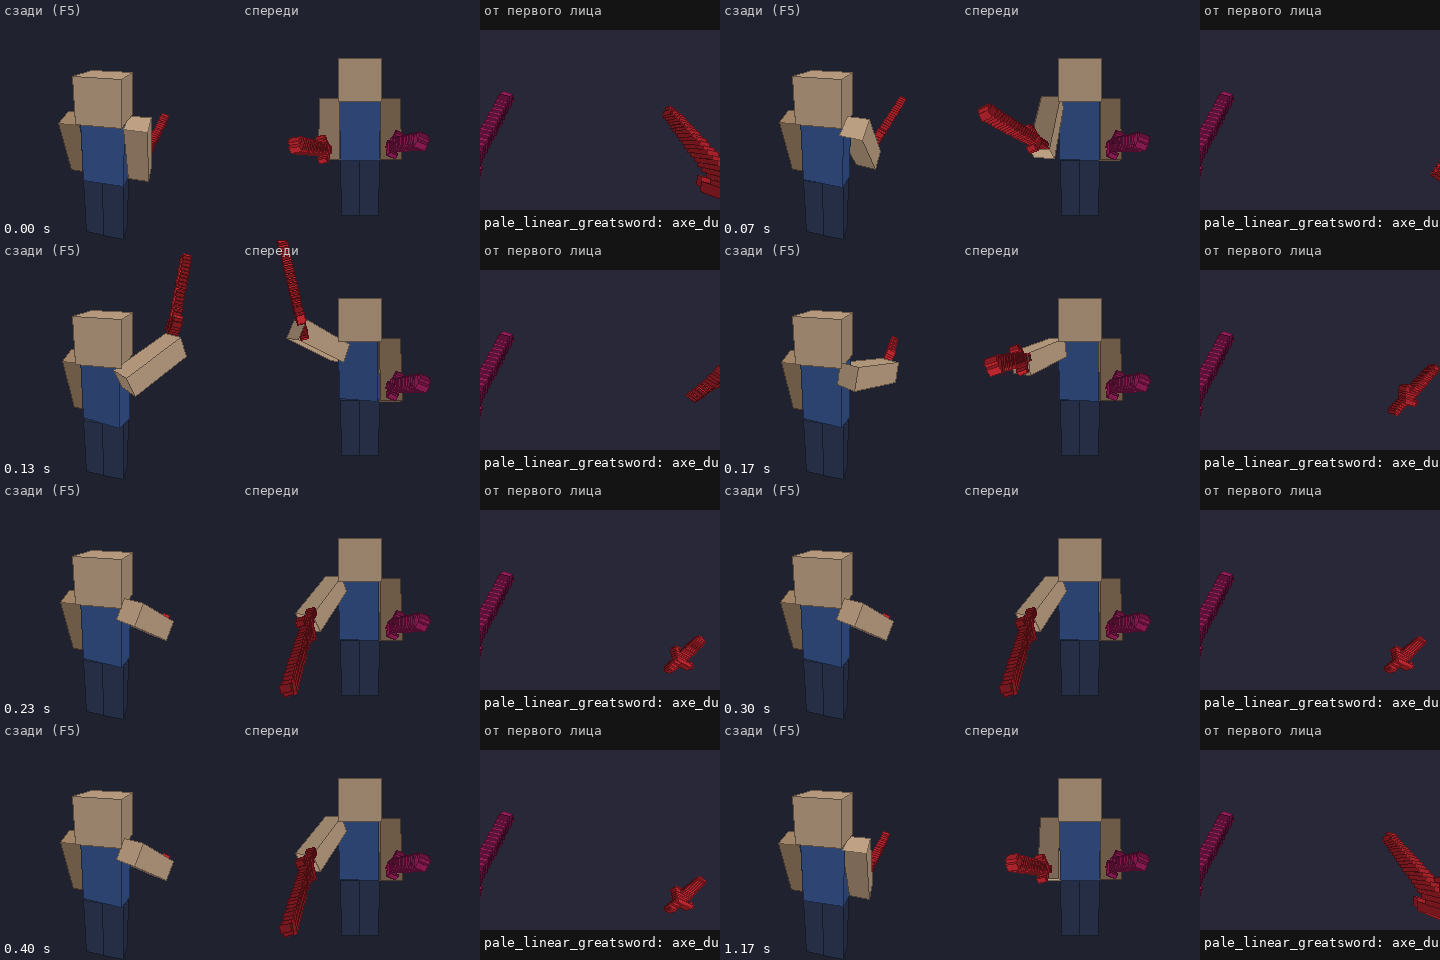 сзади (F5) спереди от первого лица сзади (F5) спереди от первого лица
0.00 s pale_linear_greatsword: axe_du 0.07 s pale_linear_greatsword: axe_du
сзади (F5) спереди от первого лица сзади (F5) спереди от первого лица
0.13 s pale_linear_greatsword: axe_du 0.17 s pale_linear_greatsword: axe_du
сзади (F5) спереди от первого лица сзади (F5) спереди от первого лица
0.23 s pale_linear_greatsword: axe_du 0.30 s pale_linear_greatsword: axe_du
сзади (F5) спереди от первого лица сзади (F5) спереди от первого лица
0.40 s pale_linear_greatsword: axe_du 1.17 s pale_linear_greatsword: axe_du